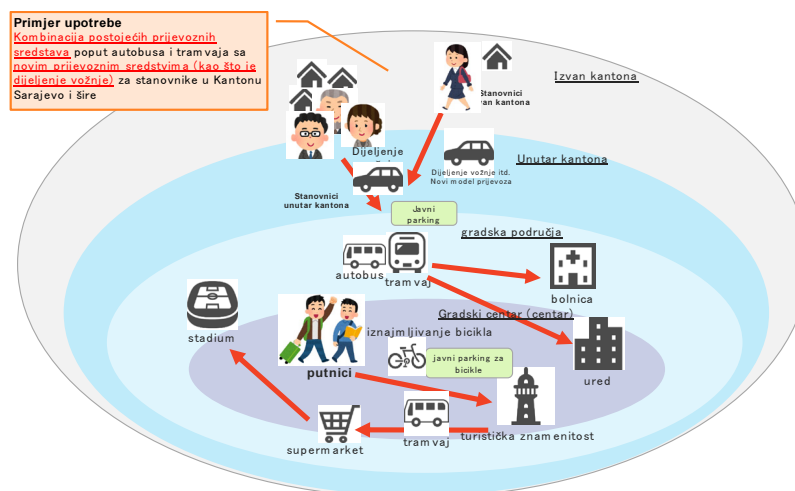 Primjer upotrebe
Kombinacija postojećih prijevoznih
sredstava poput autobusa i tramvaja sa
novim prijevoznim sredstvima (kao što je
dijeljenje vožnje) za stanovnike u Kantonu
Sarajevo i šire
Izvan kantona
Stanovnici
van kantona
Dijeljenje
Unutar kantona
Dijeljenje vožnje itd.
Novi model prijevoza
Stanovnici
unutar kantona
Javni
parking
gradska područja
autobus
tramvaj
bolnica
Gradski centar (centar)
stadium
iznajmljivanje bicikla
javni parking za
bicikle
putnici
ured
supermarket
tramvaj
turistička znamenitost